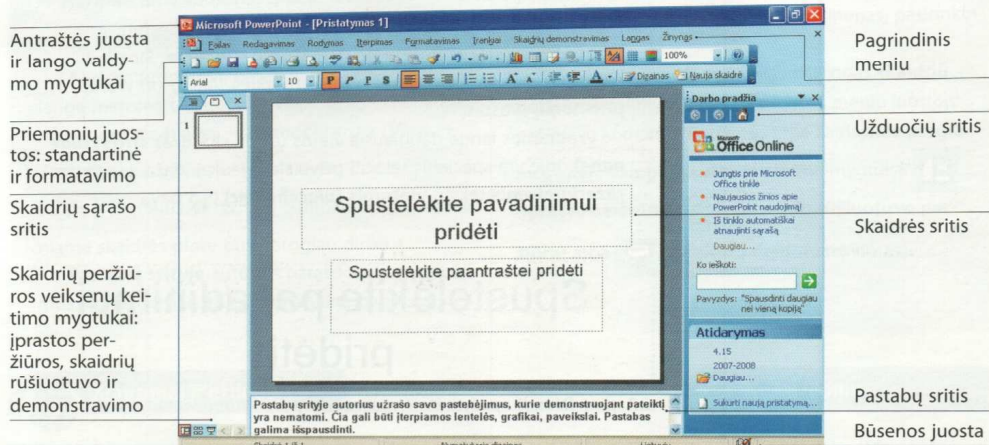 Antraštės juosta
ir lango valdy-
mo mygtukai
Priemonių juos-
tos: standartinė
ir formatavimo
Skaidrių sąrašo
sritis
Skaidrių peržiū-
ros veiksenų kei-
timo mygtukai:
įprastos per-
žiūros, skaidrių
rūšiuotuvo ir
demonstravimo
Microsoft PowerPoint - [Pristatymas 1]
Failas Redagavimas Rodymas Įterpimas Formatavimas Įrankiai Skaidrių demonstravimas Langas Žinynas
100%
Arial 10 P P P S Dizainas Nauja skaidrė
1
Spustelėkite pavadinimui
pridėti
Spustelėkite paantraštei pridėti
Pastabų srityje autorius užrašo savo pastebėjimus, kurie demonstruojant pateiktį
yra nematomi. Čia gali būti įterpiamos lentelės, grafikai, paveikslai. Pastabas
galima išspausdinti.
Darbo pradžia
Microsoft
Office Online
Jungtis prie Microsoft
Office tinkle
Naujausios žinios apie
PowerPoint naudojimą!
Iš tinklo automatiškai
atnaujinti sąrašą
Daugiau...
Ko ieškoti:
Pavyzdys: "Spausdinti daugiau
nei vieną kopiją"
Atidarymas
4.15
2007-2008
Daugiau...
Sukurti naują pristatymą...
Pagrindinis
meniu
Užduočių sritis
Skaidrės sritis
Pastabų sritis
Būsenos juosta